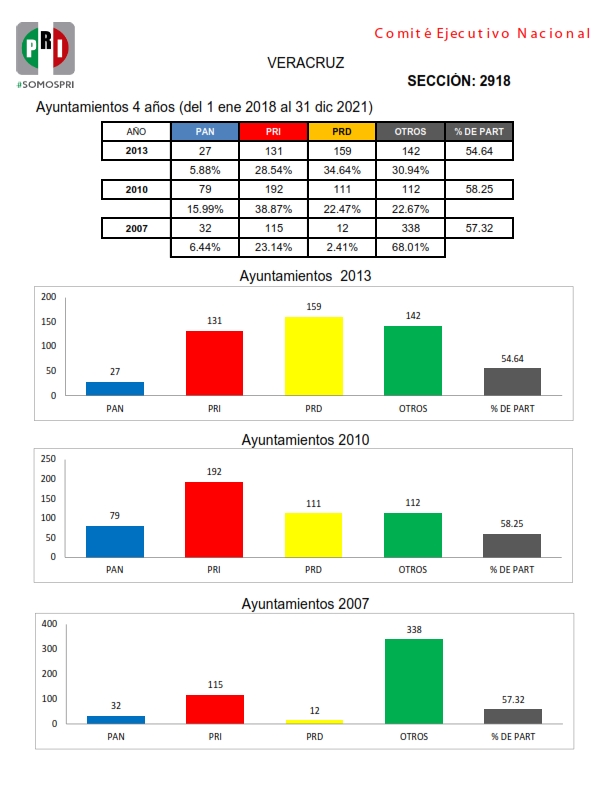 Comité Ejecutivo Nacional
PRI
#SOMOSPRI
VERACRUZ
SECCIÓN: 2918
Ayuntamientos 4 años (del 1 ene 2018 al 31 dic 2021)
AÑO PAN PRI PRD OTROS % DE PART
2013 27 131 159 142 54.64
5.88% 28.54% 34.64% 30.94%
2010 79 192 111 112 58.25
15.99% 38.87% 22.47% 22.67%
2007 32 115 12 338 57.32
6.44% 23.14% 2.41% 68.01%
Ayuntamientos 2013
200
150
100
50
0
27 131 159 142 54.64
PAN PRI PRD OTROS % DE PART
Ayuntamientos 2010
250
200
150
100
50
0
79 192 111 112 58.25
PAN PRI PRD OTROS % DE PART
Ayuntamientos 2007
400
300
200
100
0
32 115 12 338 57.32
PAN PRI PRD OTROS % DE PART